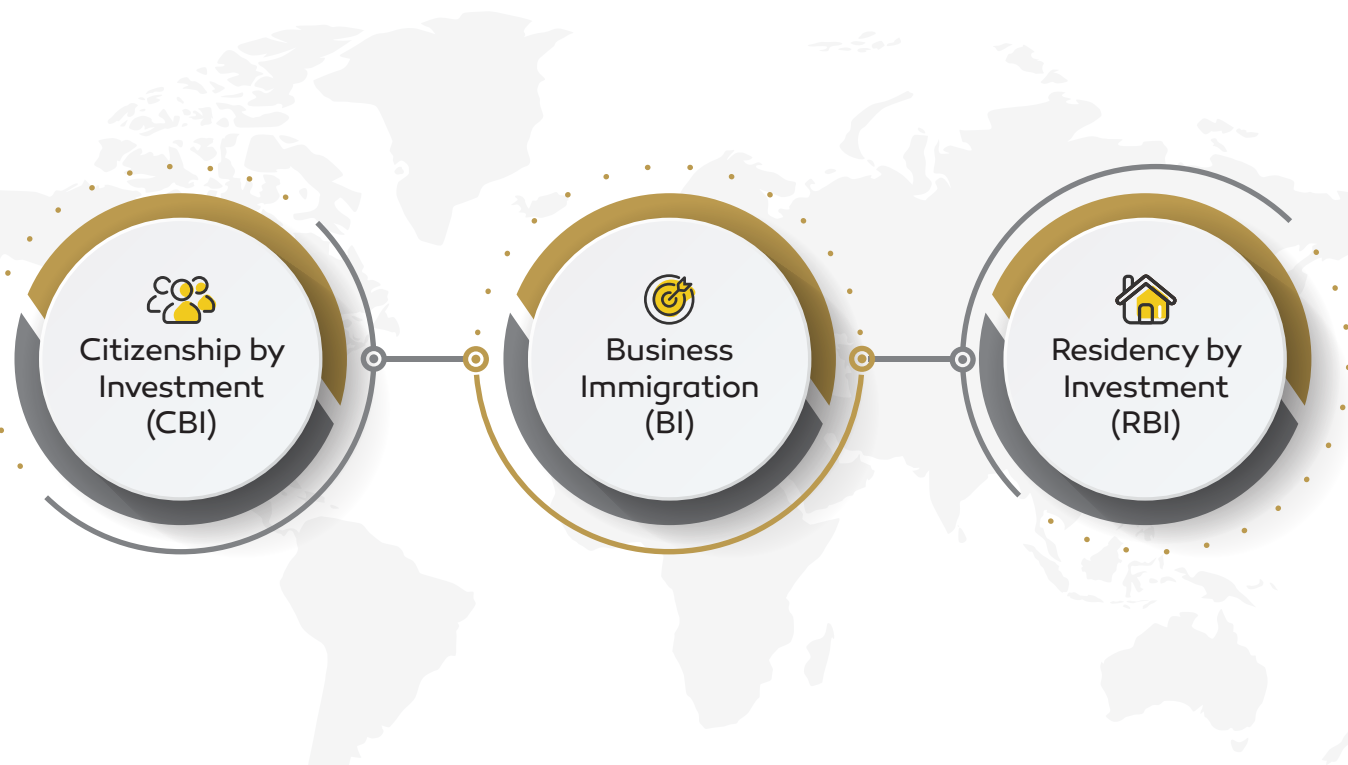 Citizenship by
Investment
(CBI)
Business
Immigration
(BI)
Residency by
Investment
(RBI)